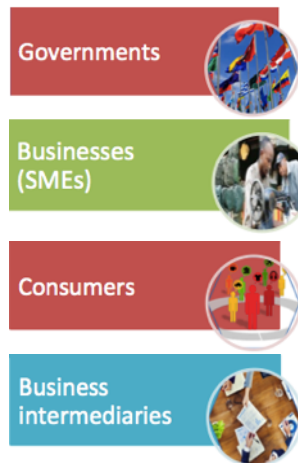 Governments
Businesses
(SMEs)
Consumers
Business
intermediaries